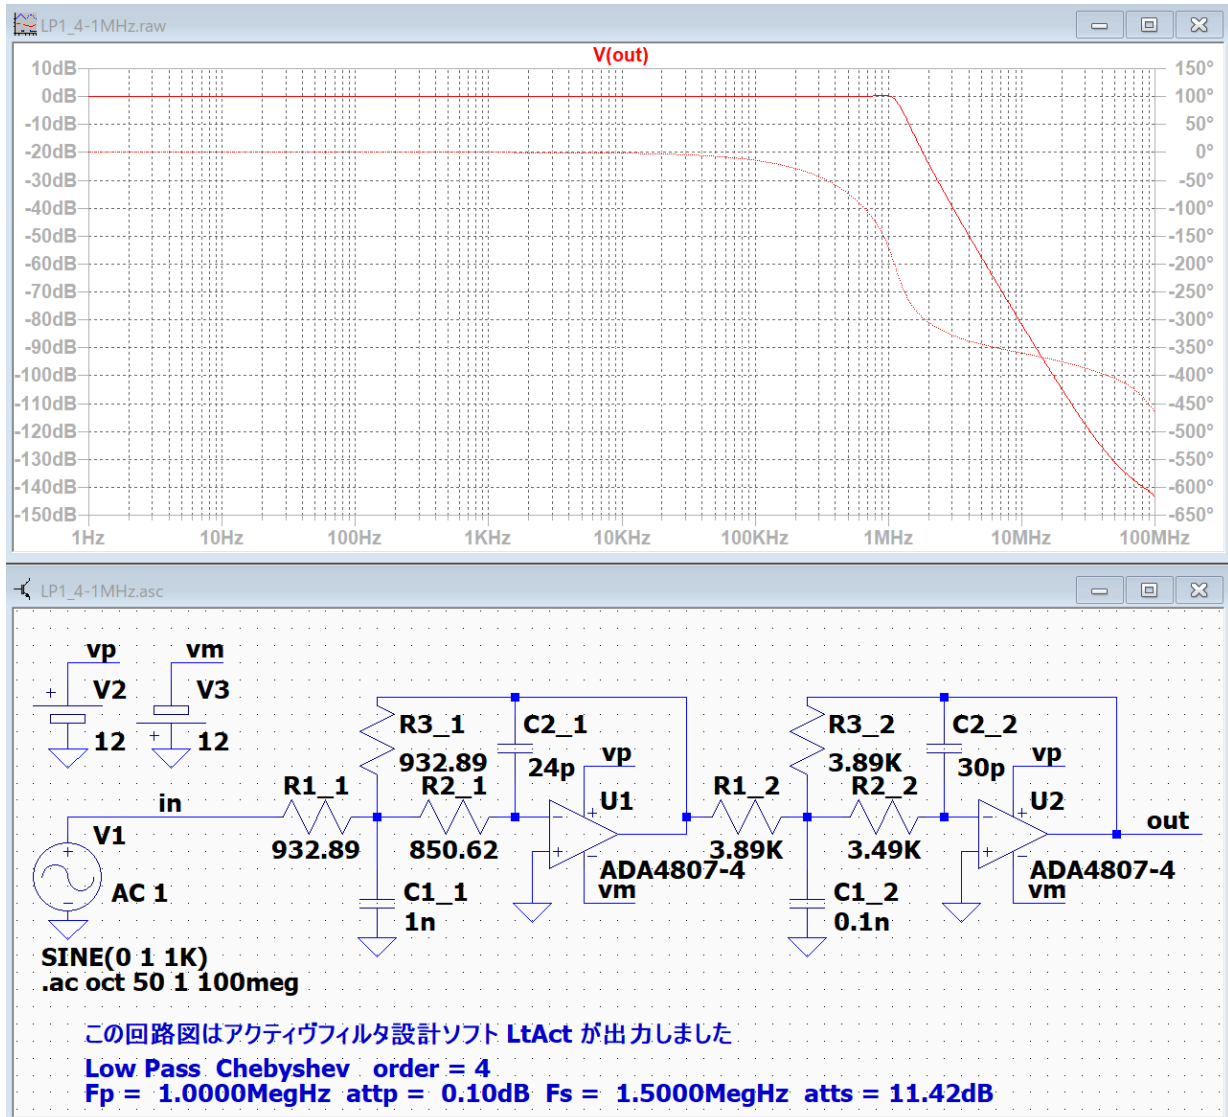 LP1_4-1MHz.raw
V(out)
10dB 150°
0dB 100°
-10dB 50°
-20dB 0°
-30dB -50°
-40dB -100°
-50dB -150°
-60dB -200°
-70dB -250°
-80dB -300°
-90dB -350°
-100dB -400°
-110dB -450°
-120dB -500°
-130dB -550°
-140dB -600°
-150dB -650°
1Hz 10Hz 100Hz 1KHz 10KHz 100KHz 1MHz 10MHz 100MHz
LP1_4-1MHz.asc
vp vm
V2 V3
12 12
R3_1 C2_1 R3_2 C2_2
932.89 24p vp 3.89K 30p vp
in R1_1 R2_1 U1 R1_2 R2_2 U2
V1 out
932.89 850.62 3.89K 3.49K
ADA4807-4 ADA4807-4
AC 1 C1_1 vm C1_2 vm
1n 0.1n
SINE(0 1 1K)
.ac oct 50 1 100meg
この回路図はアクティヴフィルタ設計ソフト LtAct が出力しました
Low Pass Chebyshev order = 4
Fp = 1.0000MegHz attp = 0.10dB Fs = 1.5000MegHz atts = 11.42dB